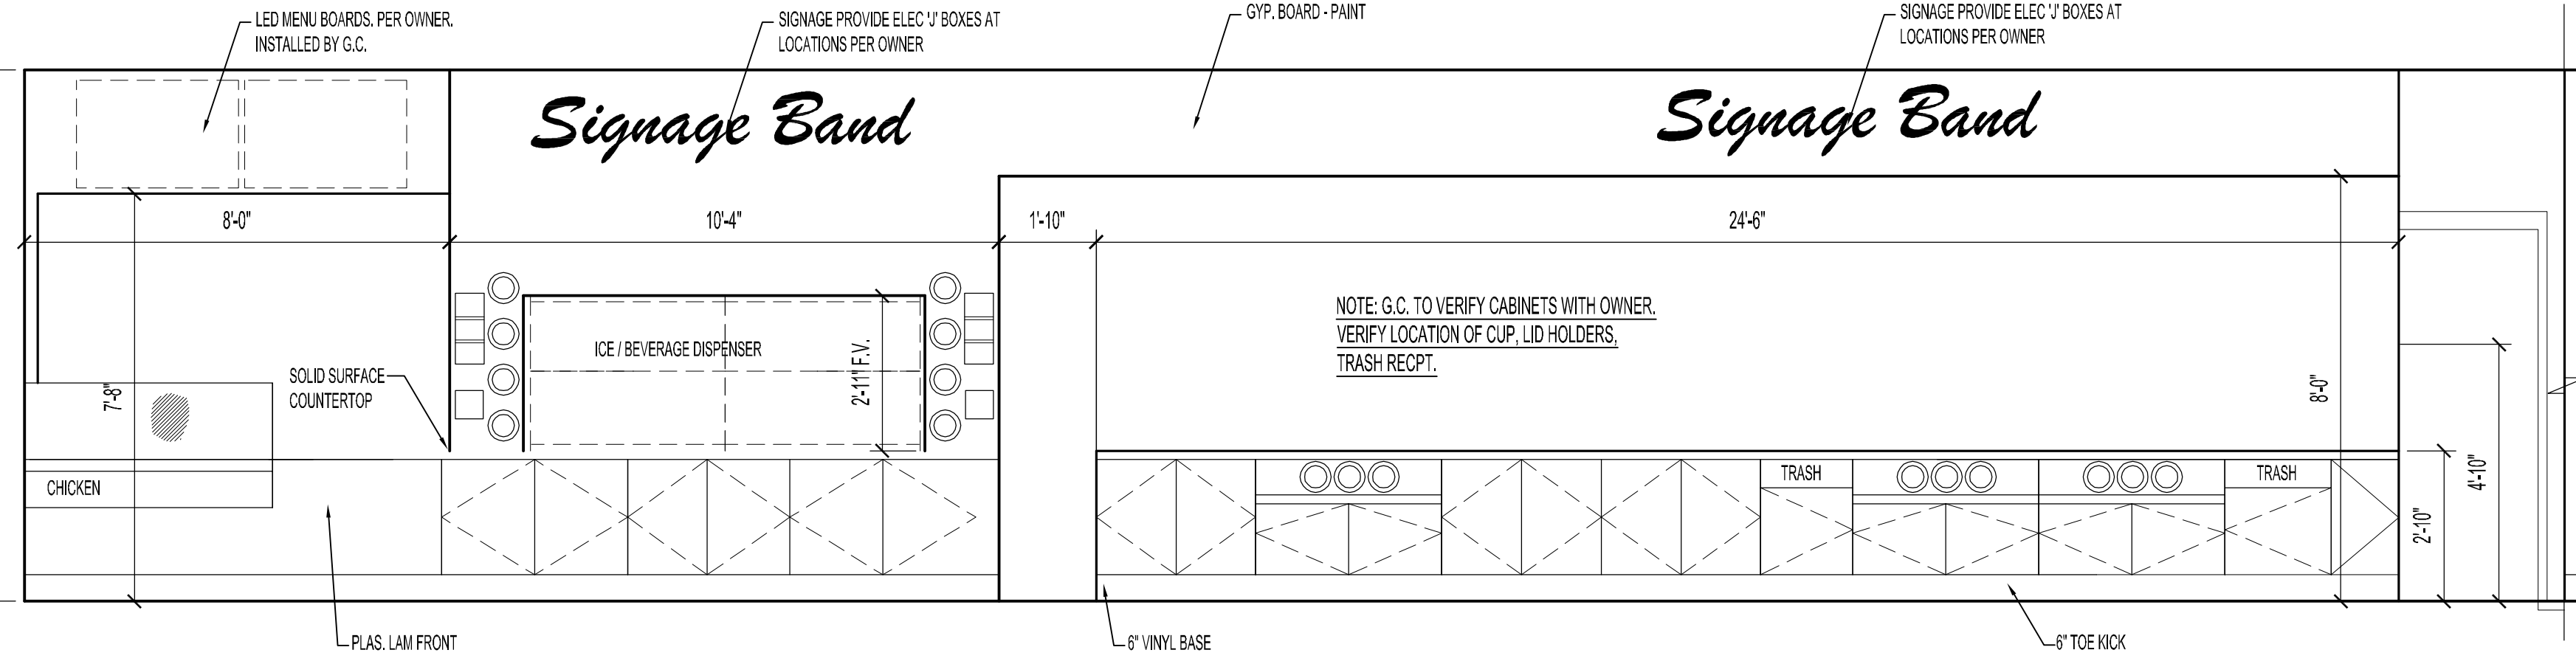 LED MENU BOARDS. PER OWNER.
INSTALLED BY G.C.
SIGNAGE PROVIDE ELEC 'J' BOXES AT
LOCATIONS PER OWNER
GYP. BOARD - PAINT
SIGNAGE PROVIDE ELEC 'J' BOXES AT
LOCATIONS PER OWNER
Signage Band
Signage Band
8'-0"
10'-4"
1'-10"
24'-6"
NOTE: G.C. TO VERIFY CABINETS WITH OWNER.
VERIFY LOCATION OF CUP, LID HOLDERS,
TRASH RECPT.
ICE / BEVERAGE DISPENSER
2'-11" F.V.
SOLID SURFACE
COUNTERTOP
7'-8"
8'-0"
CHICKEN
TRASH
TRASH
4'-10"
2'-10"
PLAS. LAM FRONT
6" VINYL BASE
6" TOE KICK